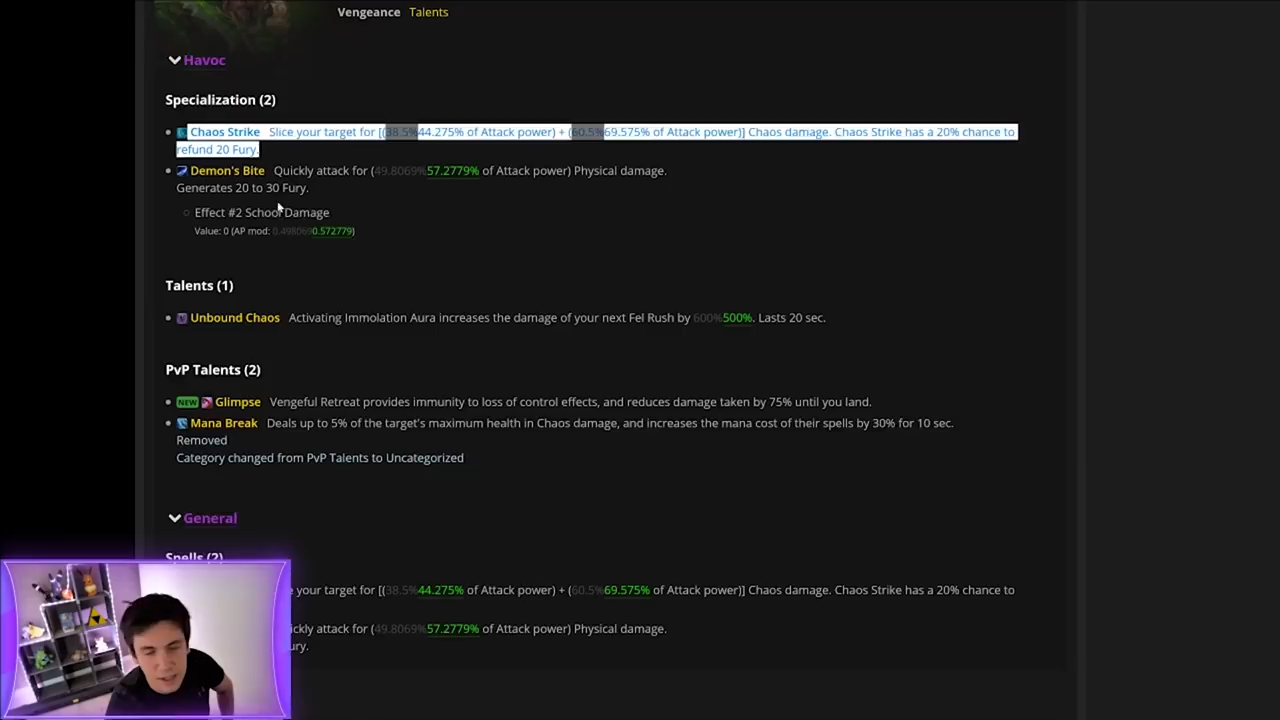 Vengeance Talents
Havoc
Specialization (2)
Chaos Strike Slice your target for [(38.5%44.275% of Attack power) + (60.5%69.575% of Attack power)] Chaos damage. Chaos Strike has a 20% chance to
refund 20 Fury.
Demon's Bite Quickly attack for (49.8069%57.2779% of Attack power) Physical damage.
Generates 20 to 30 Fury.
Effect #2 School Damage
Value: 0 (AP mod: 0.4980690.572779)
Talents (1)
Unbound Chaos Activating Immolation Aura increases the damage of your next Fel Rush by 600%500%. Lasts 20 sec.
PvP Talents (2)
NEW Glimpse Vengeful Retreat provides immunity to loss of control effects, and reduces damage taken by 75% until you land.
Mana Break Deals up to 5% of the target's maximum health in Chaos damage, and increases the mana cost of their spells by 30% for 10 sec.
Removed
Category changed from PvP Talents to Uncategorized
General
Spells (2)
your target for [(38.5%44.275% of Attack power) + (60.5%69.575% of Attack power)] Chaos damage. Chaos Strike has a 20% chance to
ickly attack for (49.8069%57.2779% of Attack power) Physical damage.
ury.